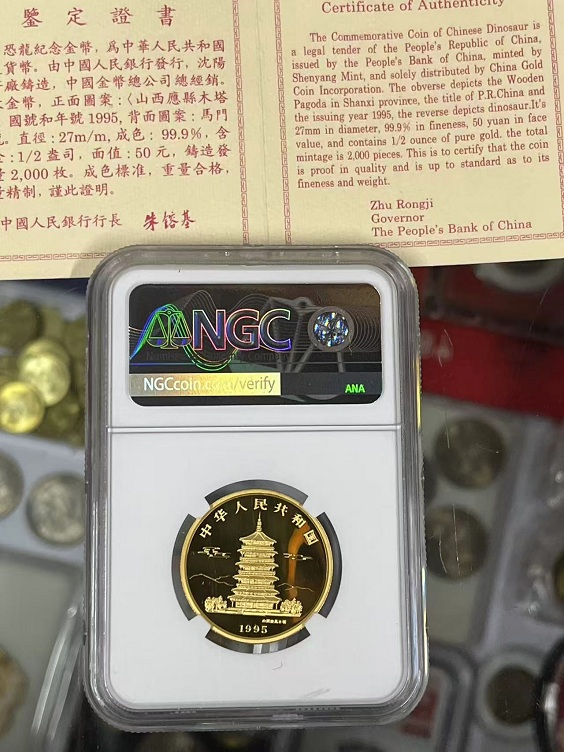 鑒定證書
恐龍紀念金幣，爲中華人民共和國
貨幣。由中國人民銀行發行，沈陽
廠鑄造，中國金幣總公司總經銷。
金幣，正面圖案：《山西應縣木塔
國號和年號1995，背面圖案：馬門
直徑：27m/m，成色：99.9%，含
：1/2盎司，面值：50元，鑄造發
量2,000枚。成色標准，重量合格，
精制，謹此證明。
中國人民銀行行長 朱鎔基
Certificate of Authenticity
The Commemorative Coin of Chinese Dinosaur is
a legal tender of the People's Republic of China,
issued by the People's Bank of China, minted by
Shenyang Mint, and solely distributed by China Gold
Coin Incorporation. The obverse depicts the Wooden
Pagoda in Shanxi province, the title of P.R.China and
the issuing year 1995, the reverse depicts dinosaur.It's
27mm in diameter, 99.9% in fineness, 50 yuan in face
value, and contains 1/2 ounce of pure gold. the total
mintage is 2,000 pieces. This is to certify that the coin
is proof in quality and is up to standard as to its
fineness and weight.
Zhu Rongji
Governor
The People's Bank of China
NGC
NGCcoin.com/verify
ANA
中华人民共和国
1995